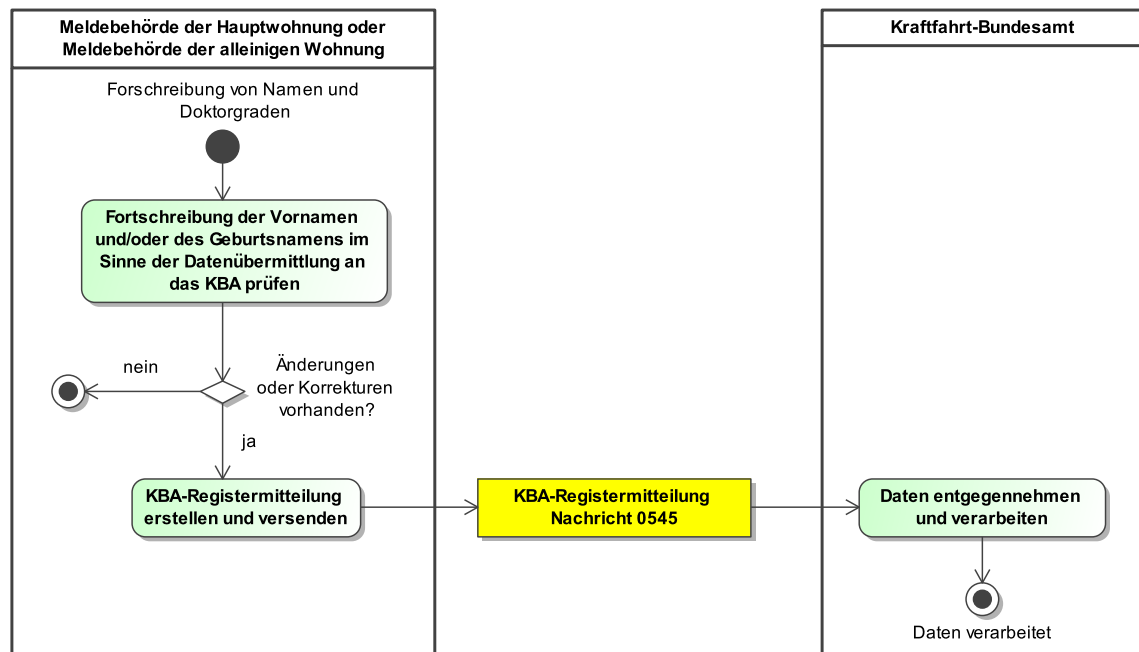 Meldebehörde der Hauptwohnung oder
Meldebehörde der alleinigen Wohnung
Kraftfahrt-Bundesamt
Forschreibung von Namen und
Doktorgraden
Fortschreibung der Vornamen
und/oder des Geburtsnamens im
Sinne der Datenübermittlung an
das KBA prüfen
nein
Änderungen
oder Korrekturen
vorhanden?
ja
KBA-Registermitteilung
erstellen und versenden
KBA-Registermitteilung
Nachricht 0545
Daten entgegennehmen
und verarbeiten
Daten verarbeitet